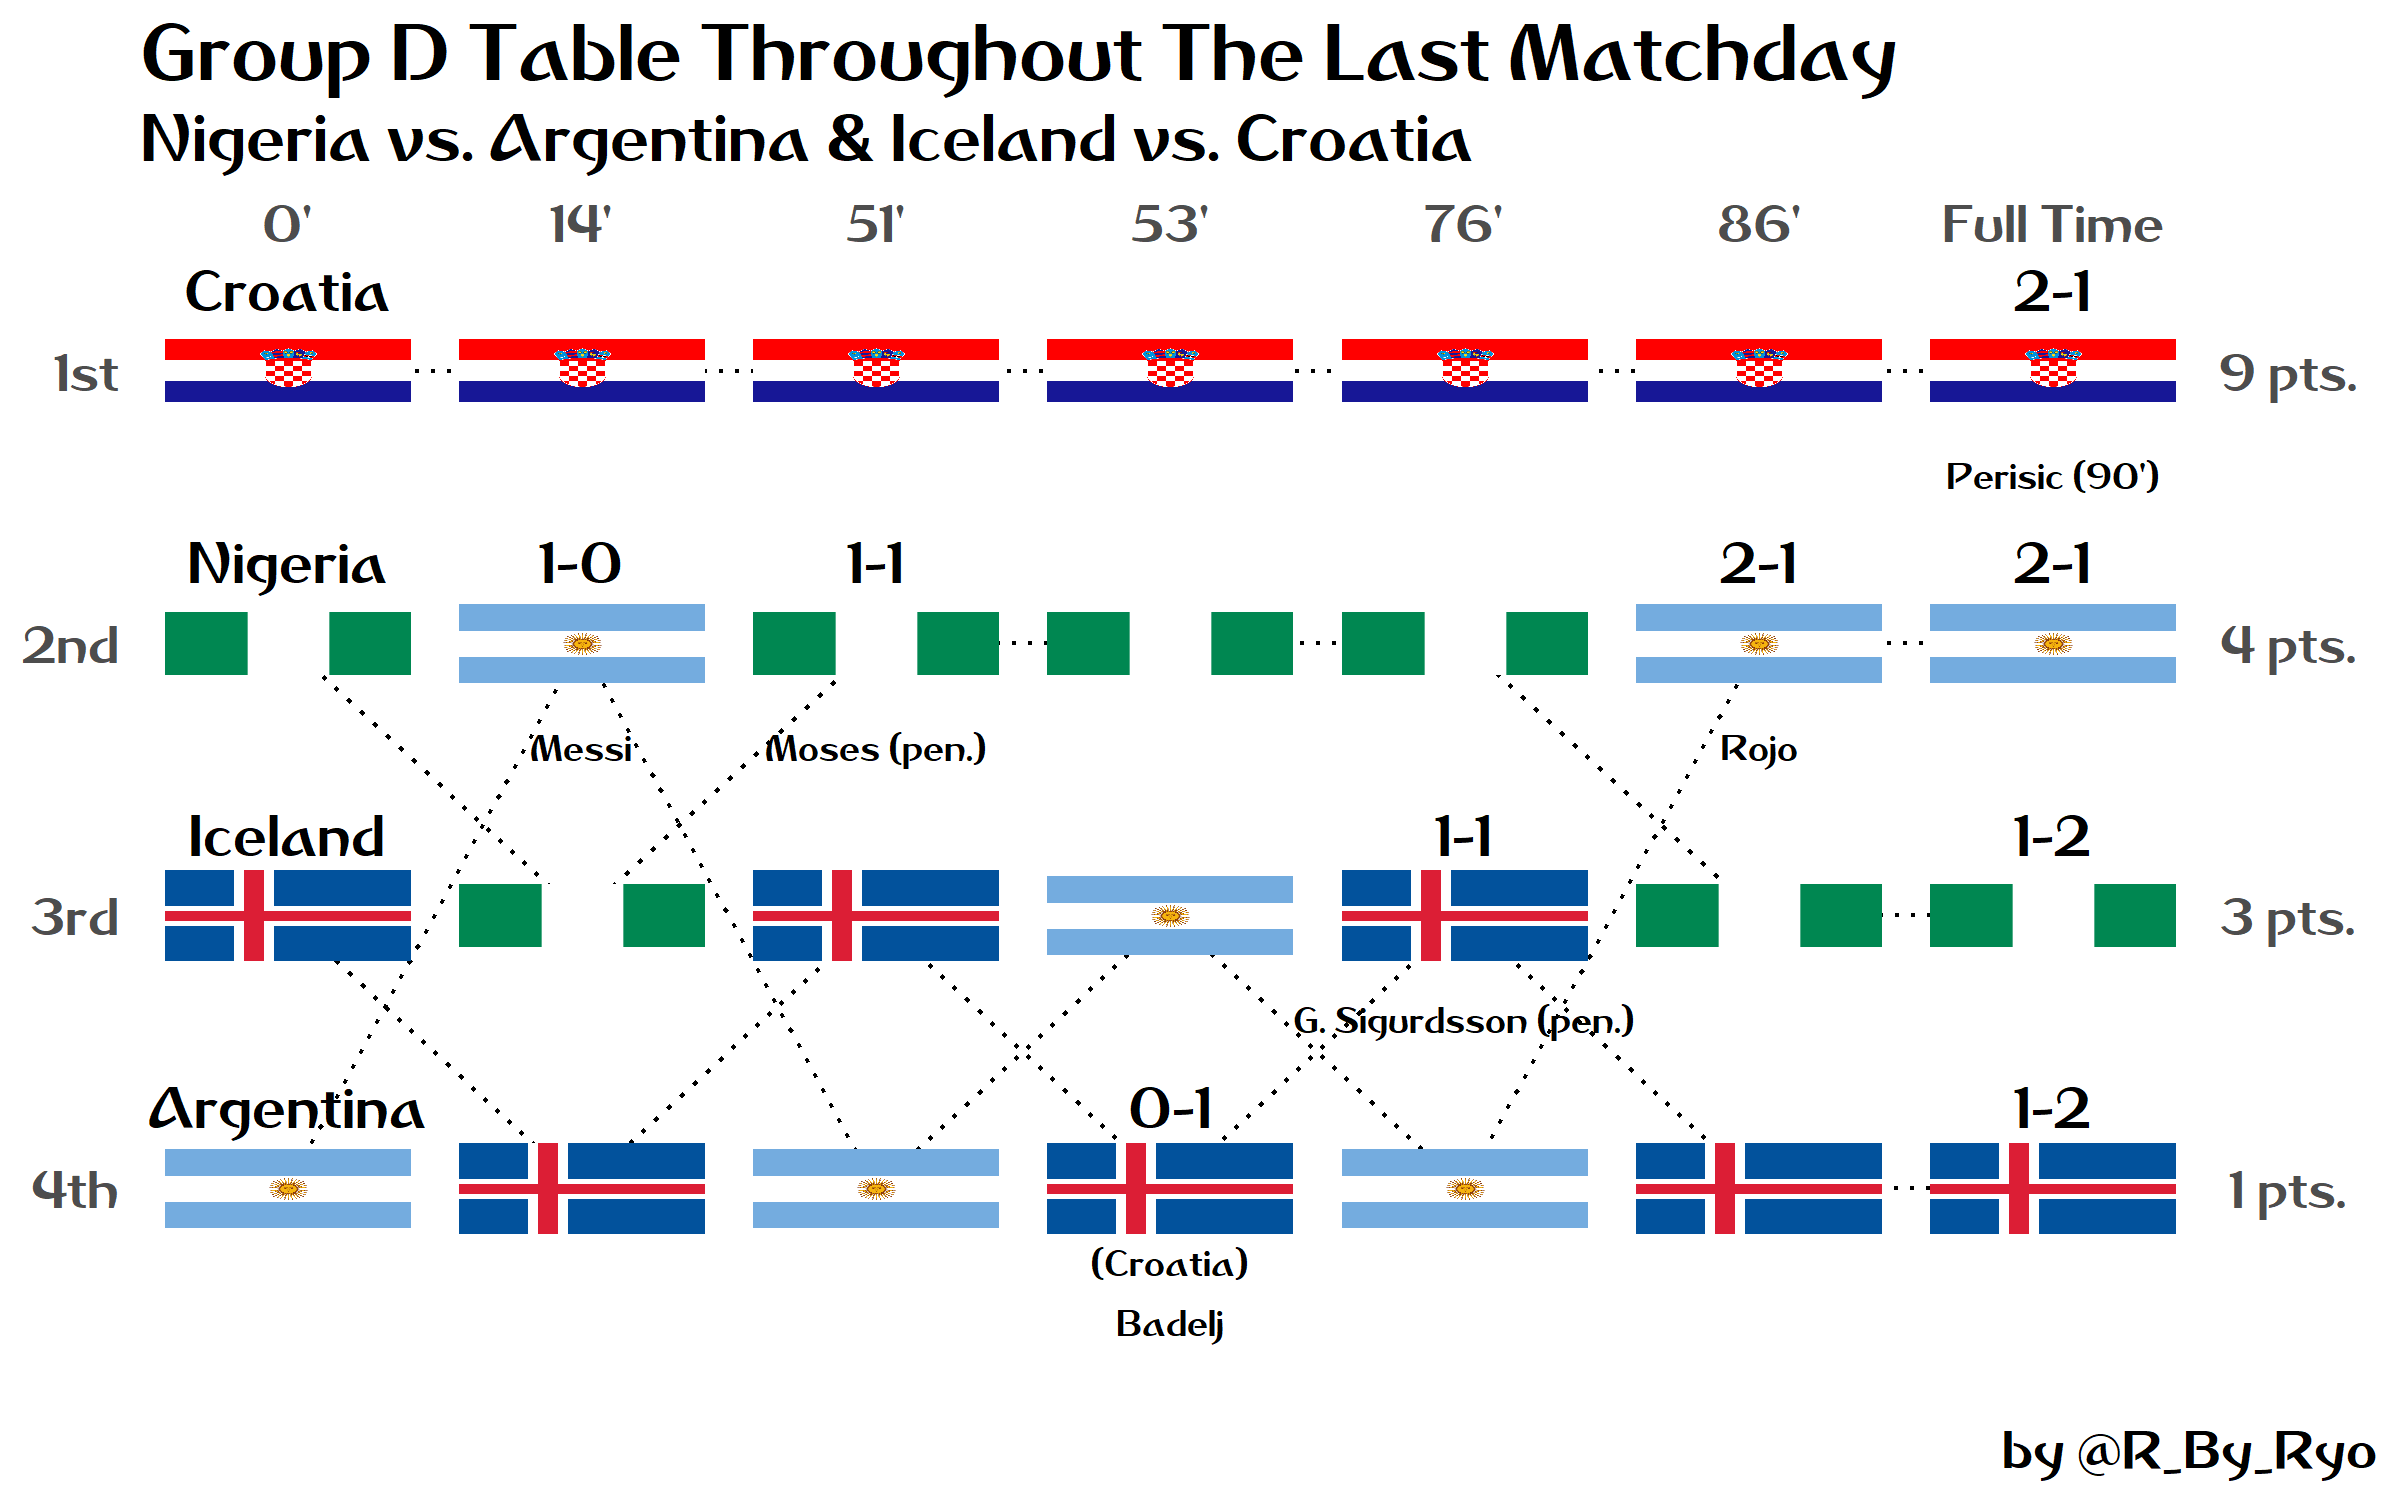 Group D Table Throughout The Last Matchday
Nigeria vs. Argentina & Iceland vs. Croatia
0' 14' 51' 53' 76' 86' Full Time
Croatia 2-1
1st 9 pts.
Perisic (90')
Nigeria 1-0 1-1 2-1 2-1
2nd 4 pts.
Messi Moses (pen.) Rojo
Iceland 1-1 1-2
3rd 3 pts.
G. Sigurdsson (pen.)
Argentina 0-1 1-2
4th 1 pts.
(Croatia)
Badelj
by @R_By_Ryo